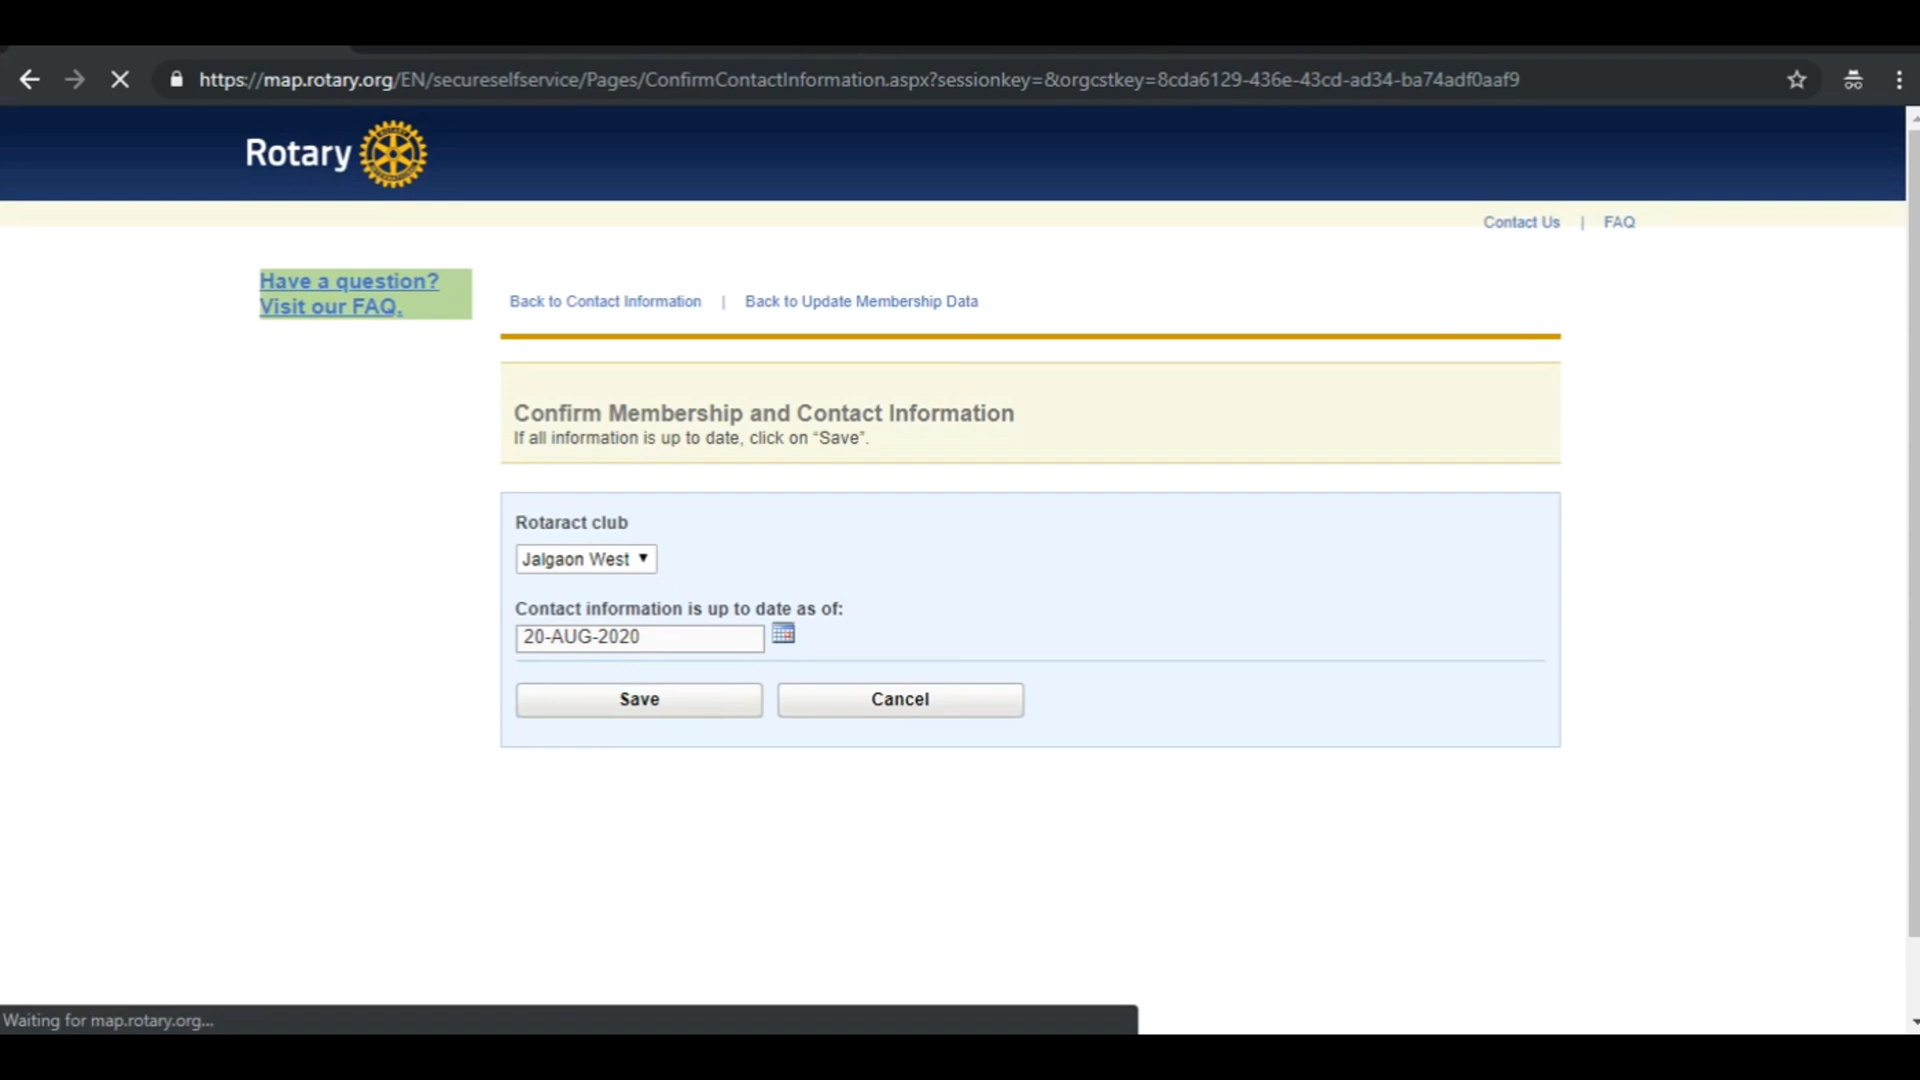 https://map.rotary.org/EN/secureselfservice/Pages/ConfirmContactInformation.aspx?sessionkey=&orgcstkey=8cda6129-436e-43cd-ad34-ba74adf0aaf9
Rotary
Contact Us | FAQ
Have a question?
Visit our FAQ.
Back to Contact Information | Back to Update Membership Data
Confirm Membership and Contact Information
If all information is up to date, click on “Save”.
Rotaract club
Jalgaon West
Contact information is up to date as of:
20-AUG-2020
Save Cancel
Waiting for map.rotary.org...